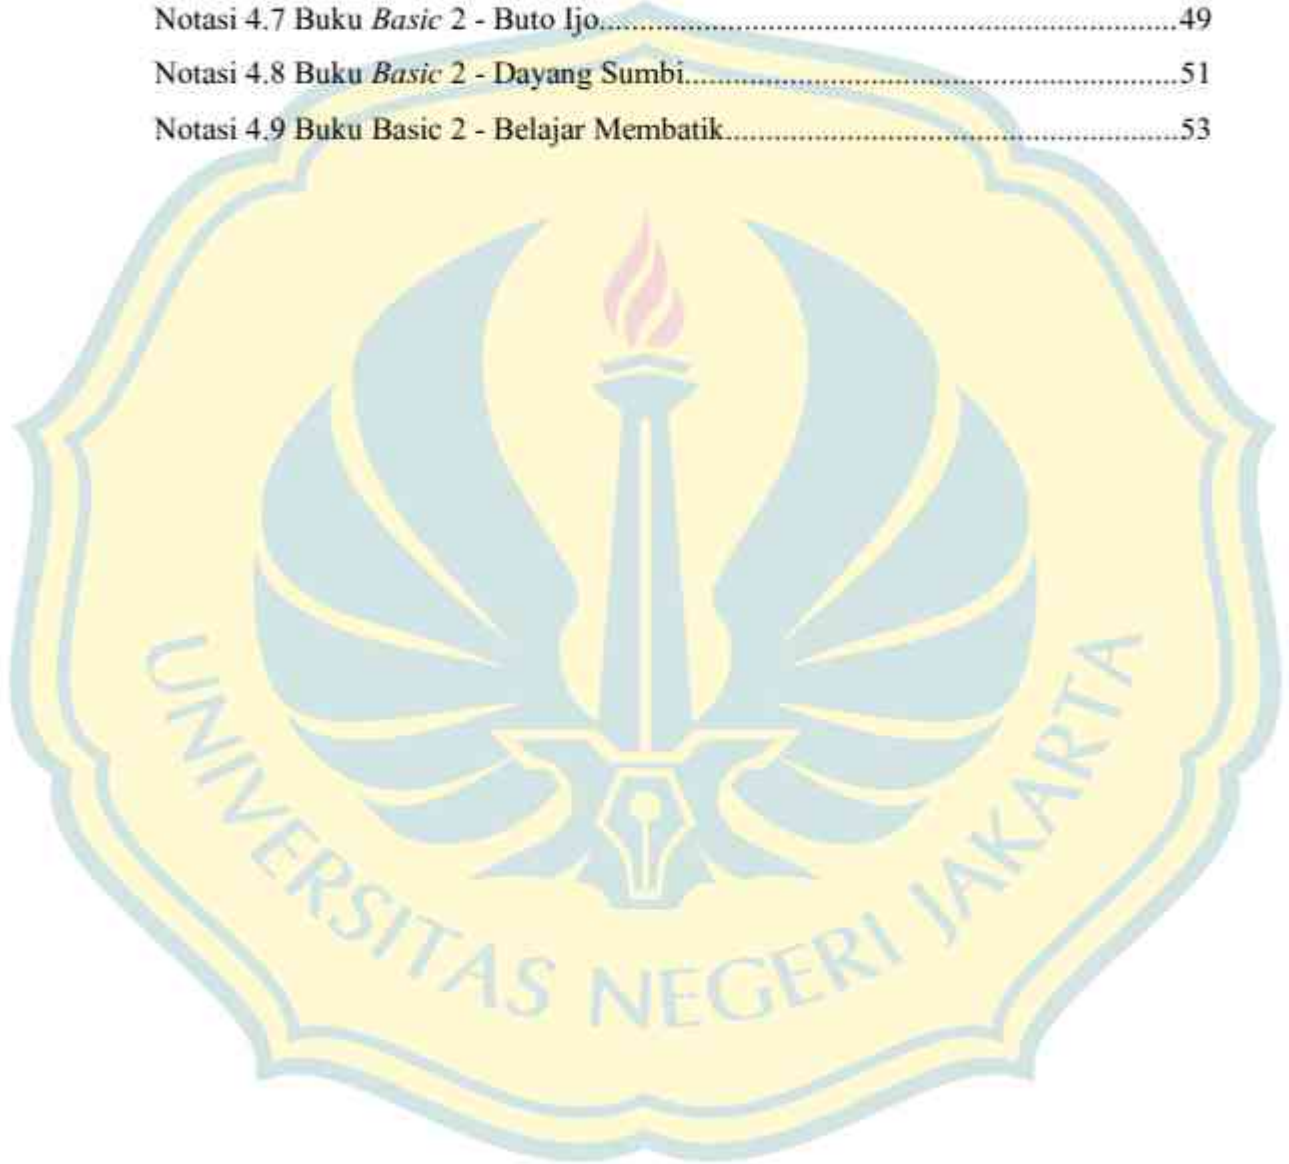 Notasi 4.7 Buku Basic 2 - Buto Ijo..........................................................................49
Notasi 4.8 Buku Basic 2 - Dayang Sumbi...............................................................51
Notasi 4.9 Buku Basic 2 - Belajar Membatik..........................................................53
UNIVERSITAS NEGERI JAKARTA